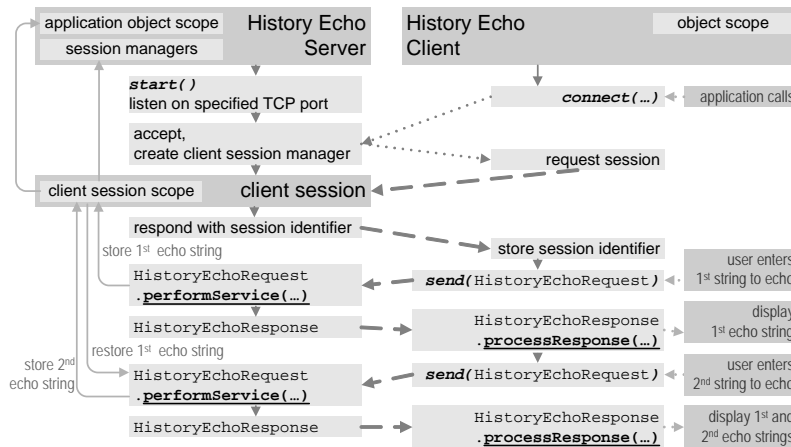 application object scope
session managers
History Echo
Server
History Echo
Client
object scope
start()
listen on specified TCP port
connect(…)
application calls
accept,
create client session manager
request session
client session scope
client session
respond with session identifier
store session identifier
store 1st echo string
HistoryEchoRequest
.performService(…)
send(HistoryEchoRequest)
user enters
1st string to echo
HistoryEchoResponse
HistoryEchoResponse
.processResponse(…)
display
1st echo string
store 2nd
echo string
restore 1st echo string
HistoryEchoRequest
.performService(…)
send(HistoryEchoRequest)
user enters
2nd string to echo
HistoryEchoResponse
HistoryEchoResponse
.processResponse(…)
display 1st and
2nd echo strings